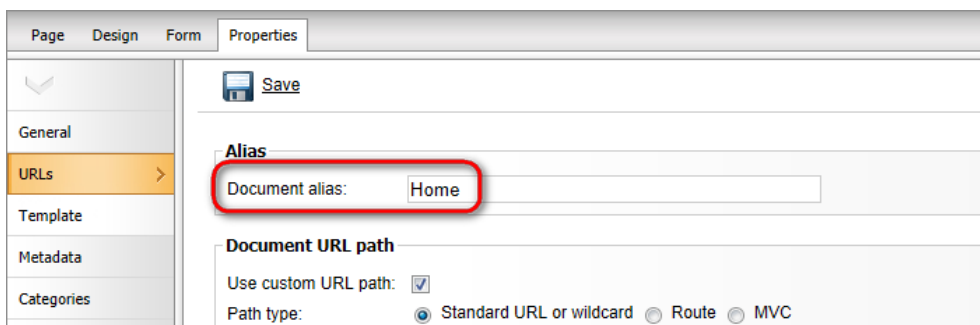 Page Design Form Properties
Save
General
URLs
Template
Metadata
Categories
Alias
Document alias: Home
Document URL path
Use custom URL path:
Path type: Standard URL or wildcard Route MVC